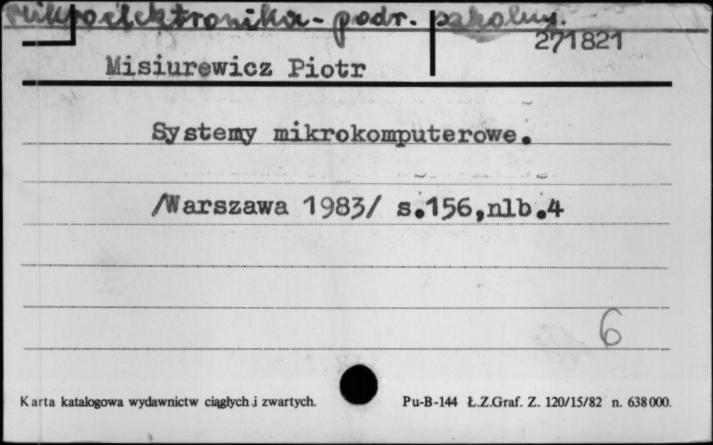 Mikroelektronika - podr. szkolny.
271821
Misiurewicz Piotr
Systemy mikrokomputerowe.
/Warszawa 1983/ s.156,nlb.4
6
Karta katalogowa wydawnictw ciągłych i zwartych.
Pu-B-144 Ł.Z.Graf. Z. 120/15/82 n. 638000.